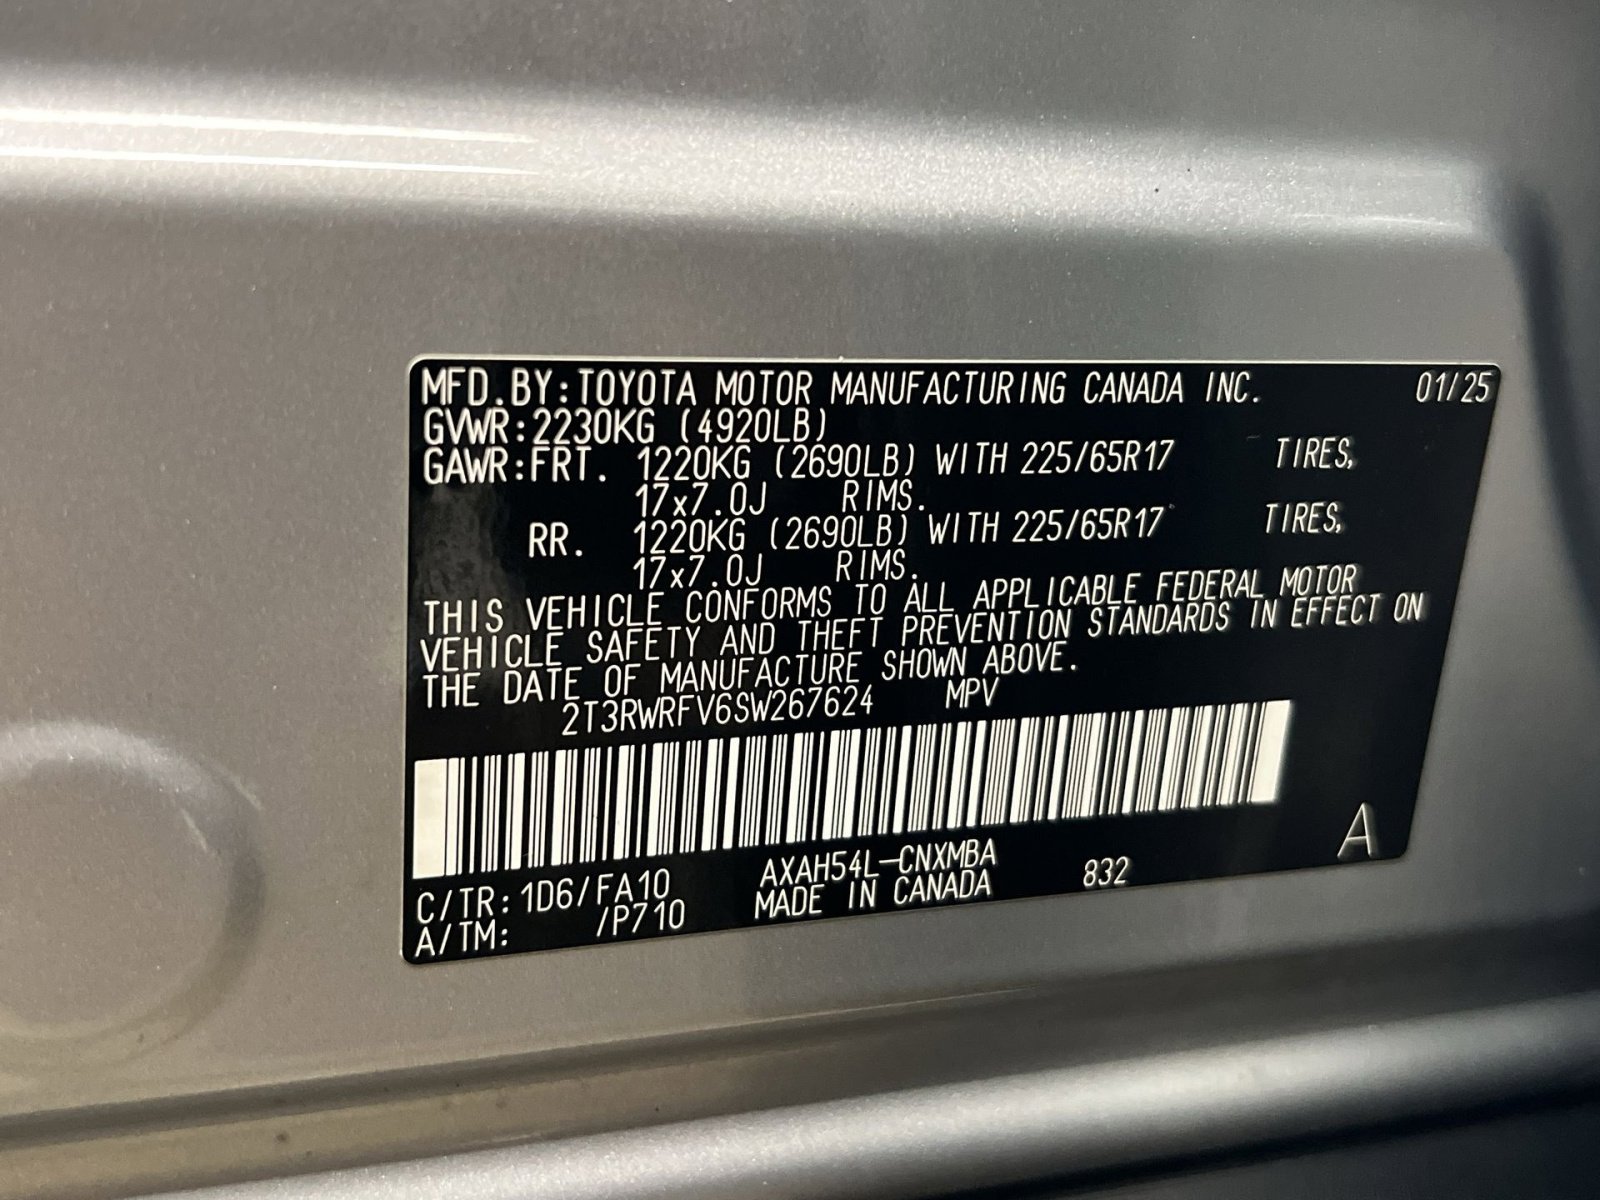 MFD.BY:TOYOTA MOTOR MANUFACTURING CANADA INC. 01/25
GVWR:2230KG (4920LB)
GAWR:FRT. 1220KG (2690LB) WITH 225/65R17 TIRES,
17x7.0J RIMS.
RR. 1220KG (2690LB) WITH 225/65R17 TIRES,
17x7.0J RIMS.
THIS VEHICLE CONFORMS TO ALL APPLICABLE FEDERAL MOTOR
VEHICLE SAFETY AND THEFT PREVENTION STANDARDS IN EFFECT ON
THE DATE OF MANUFACTURE SHOWN ABOVE.
2T3RWRFV6SW267624 MPV
A
C/TR:1D6/FA10 AXAH54L-CNXMBA 832
A/TM: /P710 MADE IN CANADA